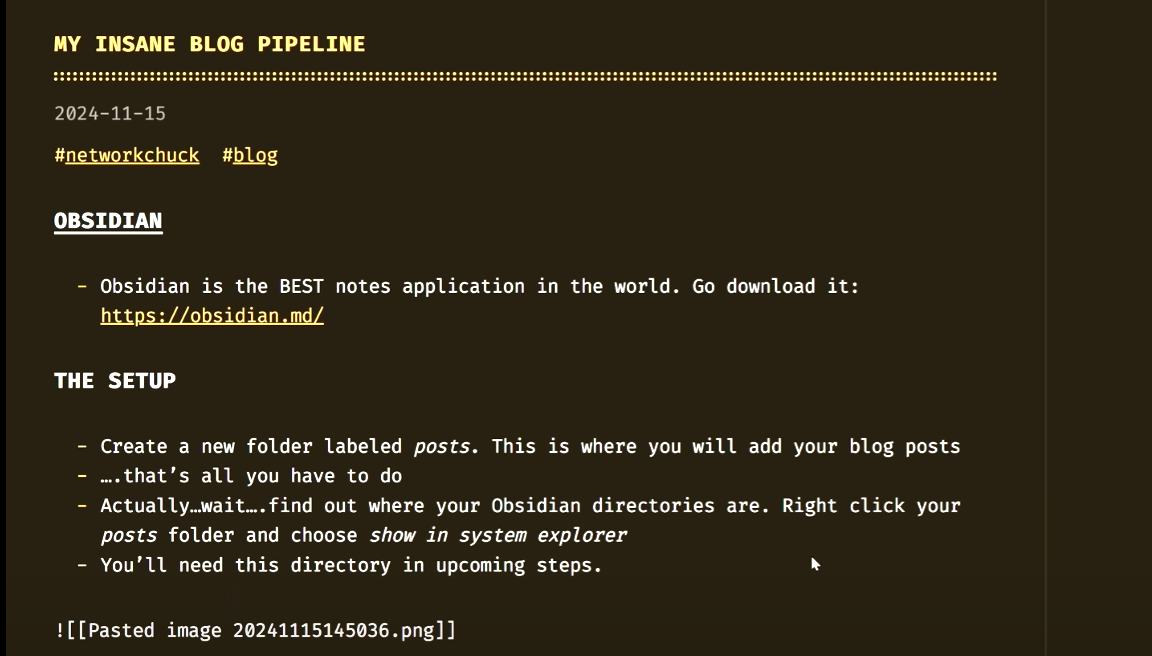 MY INSANE BLOG PIPELINE
2024-11-15
#networkchuck #blog
OBSIDIAN
- Obsidian is the BEST notes application in the world. Go download it:
https://obsidian.md/
THE SETUP
- Create a new folder labeled posts. This is where you will add your blog posts
- ….that’s all you have to do
- Actually…wait….find out where your Obsidian directories are. Right click your
posts folder and choose show in system explorer
- You’ll need this directory in upcoming steps.
![[Pasted image 20241115145036.png]]